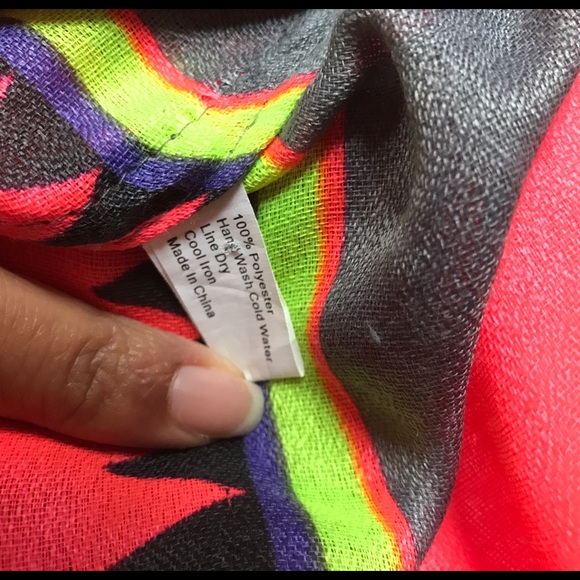 100% Polyester
Hand Wash Cold Water
Line Dry
Cool Iron
Made In China